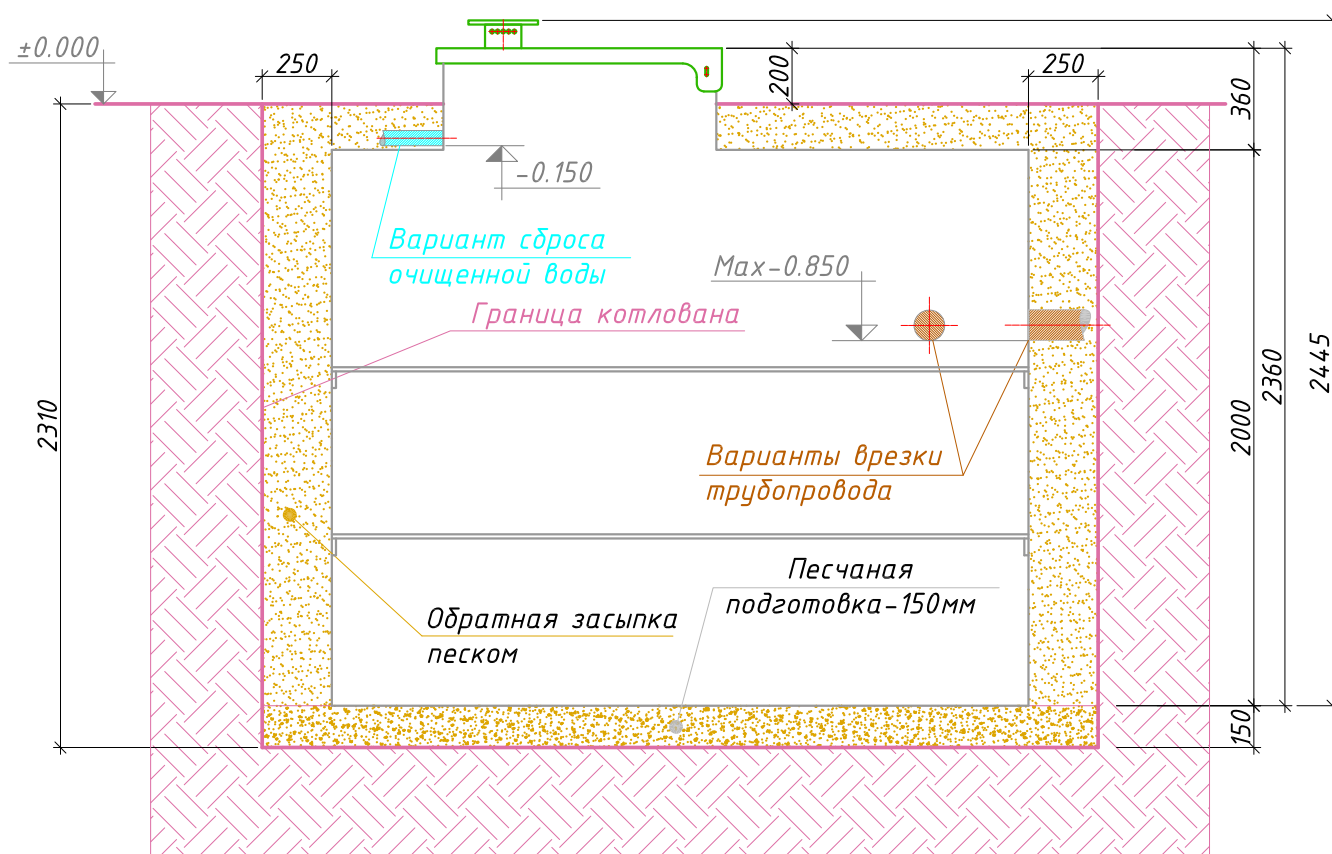 ±0.000
250
200
250
360
-0.150
Вариант сброса
очищенной воды
Max-0.850
Граница котлована
2310
2000
2360
2445
Варианты врезки
трубопровода
Песчаная
подготовка-150мм
Обратная засыпка
песком
150